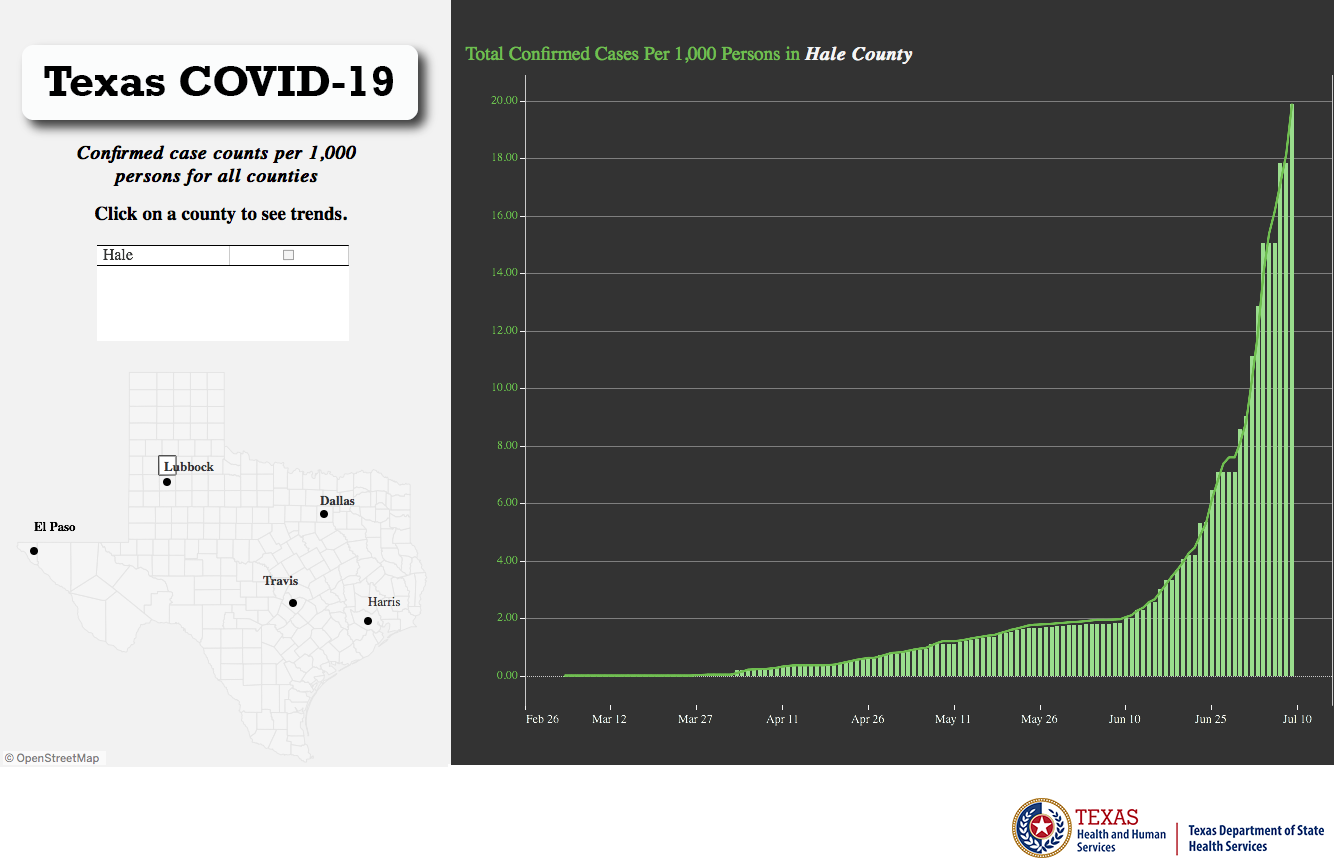 Texas COVID-19
Confirmed case counts per 1,000
persons for all counties
Click on a county to see trends.
Hale
Lubbock
Dallas
El Paso
Travis
Harris
© OpenStreetMap
Total Confirmed Cases Per 1,000 Persons in Hale County
20.00
18.00
16.00
14.00
12.00
10.00
8.00
6.00
4.00
2.00
0.00
Feb 26 Mar 12 Mar 27 Apr 11 Apr 26 May 11 May 26 Jun 10 Jun 25 Jul 10
TEXAS
Health and Human
Services
Texas Department of State
Health Services